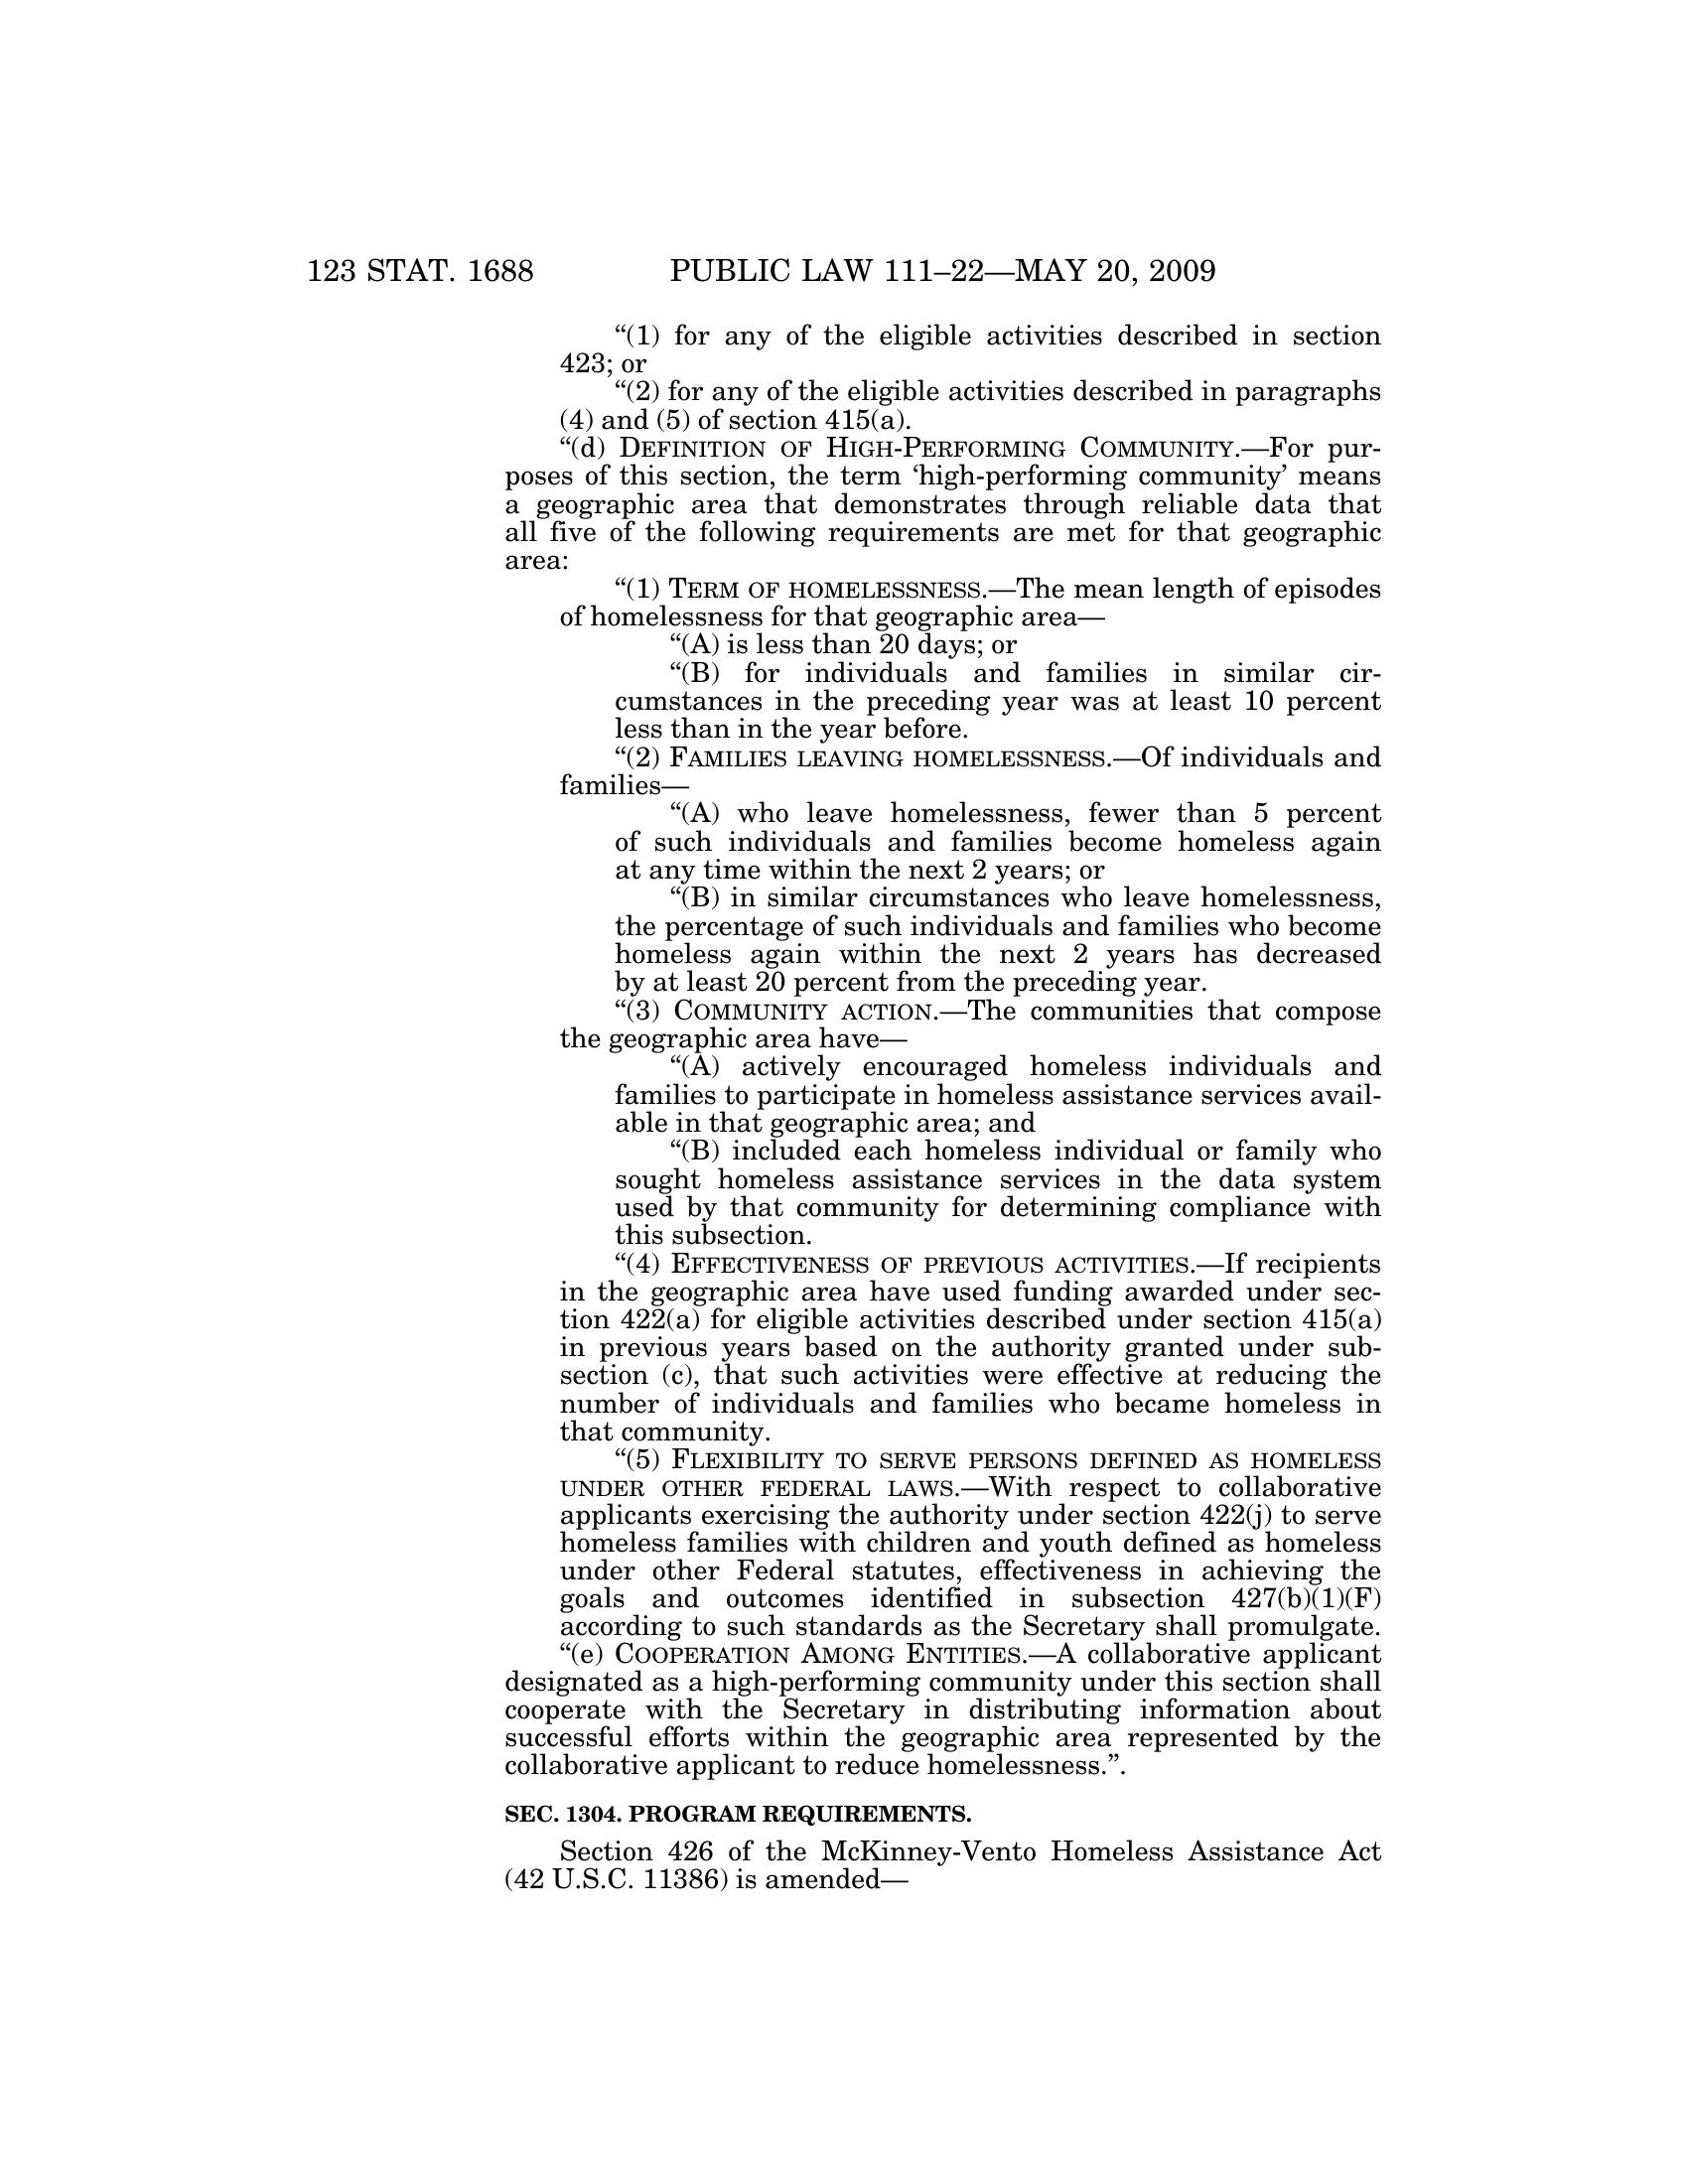 123 STAT. 1688 PUBLIC LAW 111–22—MAY 20, 2009
“(1) for any of the eligible activities described in section
423; or
“(2) for any of the eligible activities described in paragraphs
(4) and (5) of section 415(a).
“(d) DEFINITION OF HIGH-PERFORMING COMMUNITY.—For pur-
poses of this section, the term ‘high-performing community’ means
a geographic area that demonstrates through reliable data that
all five of the following requirements are met for that geographic
area:
“(1) TERM OF HOMELESSNESS.—The mean length of episodes
of homelessness for that geographic area—
“(A) is less than 20 days; or
“(B) for individuals and families in similar cir-
cumstances in the preceding year was at least 10 percent
less than in the year before.
“(2) FAMILIES LEAVING HOMELESSNESS.—Of individuals and
families—
“(A) who leave homelessness, fewer than 5 percent
of such individuals and families become homeless again
at any time within the next 2 years; or
“(B) in similar circumstances who leave homelessness,
the percentage of such individuals and families who become
homeless again within the next 2 years has decreased
by at least 20 percent from the preceding year.
“(3) COMMUNITY ACTION.—The communities that compose
the geographic area have—
“(A) actively encouraged homeless individuals and
families to participate in homeless assistance services avail-
able in that geographic area; and
“(B) included each homeless individual or family who
sought homeless assistance services in the data system
used by that community for determining compliance with
this subsection.
“(4) EFFECTIVENESS OF PREVIOUS ACTIVITIES.—If recipients
in the geographic area have used funding awarded under sec-
tion 422(a) for eligible activities described under section 415(a)
in previous years based on the authority granted under sub-
section (c), that such activities were effective at reducing the
number of individuals and families who became homeless in
that community.
“(5) FLEXIBILITY TO SERVE PERSONS DEFINED AS HOMELESS
UNDER OTHER FEDERAL LAWS.—With respect to collaborative
applicants exercising the authority under section 422(j) to serve
homeless families with children and youth defined as homeless
under other Federal statutes, effectiveness in achieving the
goals and outcomes identified in subsection 427(b)(1)(F)
according to such standards as the Secretary shall promulgate.
“(e) COOPERATION AMONG ENTITIES.—A collaborative applicant
designated as a high-performing community under this section shall
cooperate with the Secretary in distributing information about
successful efforts within the geographic area represented by the
collaborative applicant to reduce homelessness.”.
SEC. 1304. PROGRAM REQUIREMENTS.
Section 426 of the McKinney-Vento Homeless Assistance Act
(42 U.S.C. 11386) is amended—